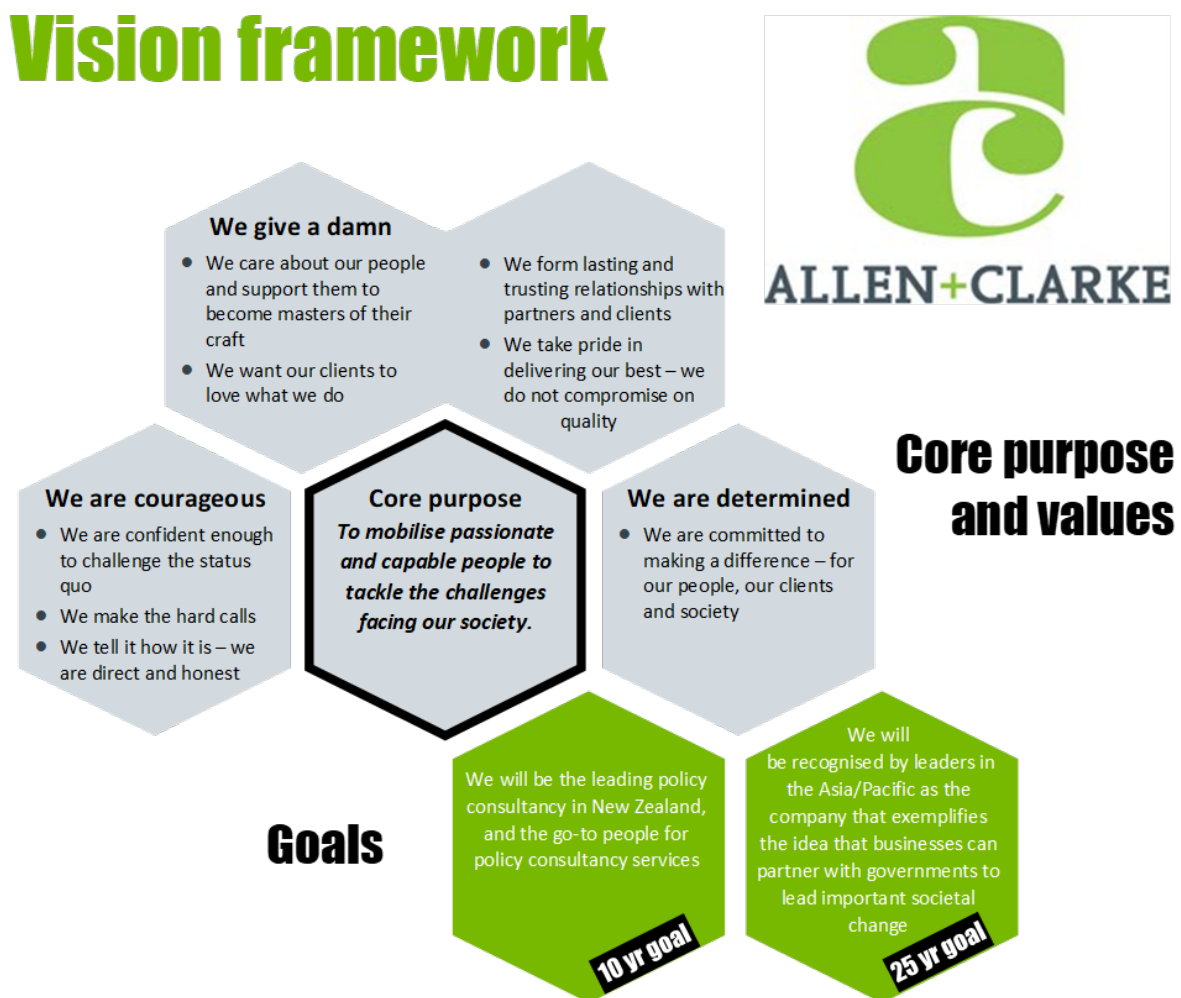 Vision framework
ALLEN+CLARKE
We give a damn
• We care about our people
and support them to
become masters of their
craft
• We want our clients to
love what we do
• We form lasting and
trusting relationships with
partners and clients
• We take pride in
delivering our best – we
do not compromise on
quality
Core purpose
and values
We are courageous
• We are confident enough
to challenge the status
quo
• We make the hard calls
• We tell it how it is – we
are direct and honest
Core purpose
To mobilise passionate
and capable people to
tackle the challenges
facing our society.
We are determined
• We are committed to
making a difference – for
our people, our clients
and society
Goals
We will be the leading policy
consultancy in New Zealand,
and the go-to people for
policy consultancy services
10 yr goal
We will
be recognised by leaders in
the Asia/Pacific as the
company that exemplifies
the idea that businesses can
partner with governments to
lead important societal
change
25 yr goal